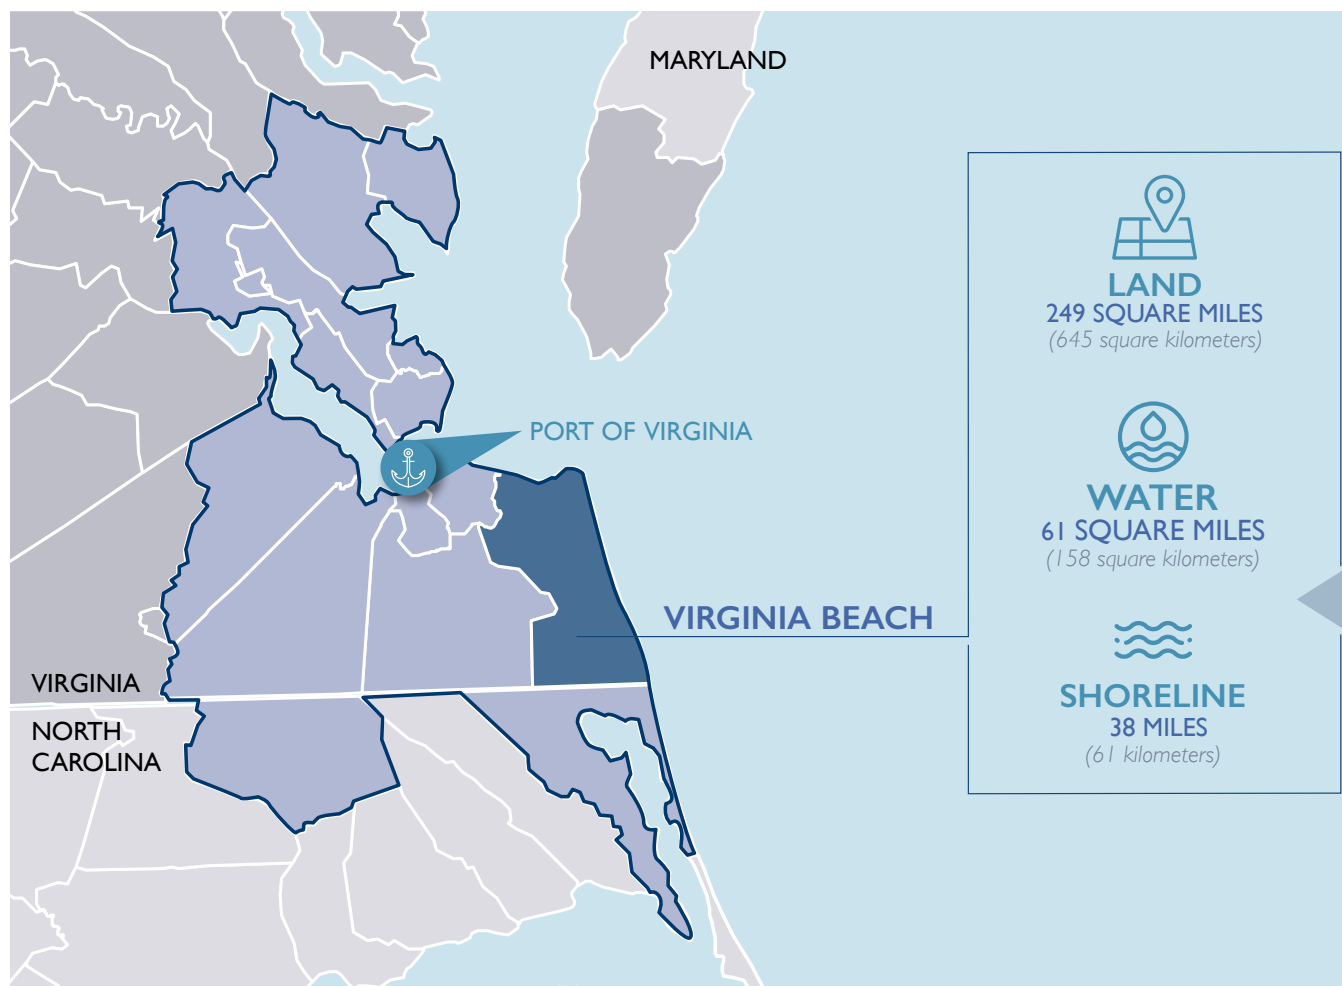 MARYLAND
PORT OF VIRGINIA
VIRGINIA BEACH
VIRGINIA
NORTH
CAROLINA
LAND
249 SQUARE MILES
(645 square kilometers)
WATER
61 SQUARE MILES
(158 square kilometers)
SHORELINE
38 MILES
(61 kilometers)